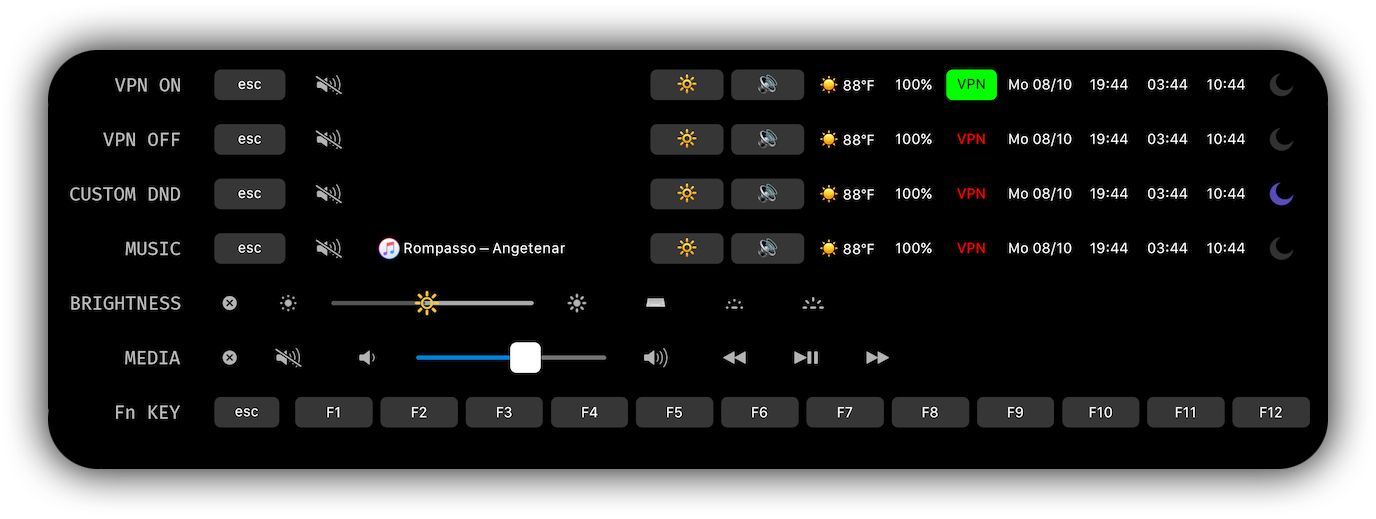 VPN ON esc 88°F 100% VPN Mo 08/10 19:44 03:44 10:44
VPN OFF esc 88°F 100% VPN Mo 08/10 19:44 03:44 10:44
CUSTOM DND esc 88°F 100% VPN Mo 08/10 19:44 03:44 10:44
MUSIC esc Rompasso – Angetenar 88°F 100% VPN Mo 08/10 19:44 03:44 10:44
BRIGHTNESS
MEDIA
Fn KEY esc F1 F2 F3 F4 F5 F6 F7 F8 F9 F10 F11 F12